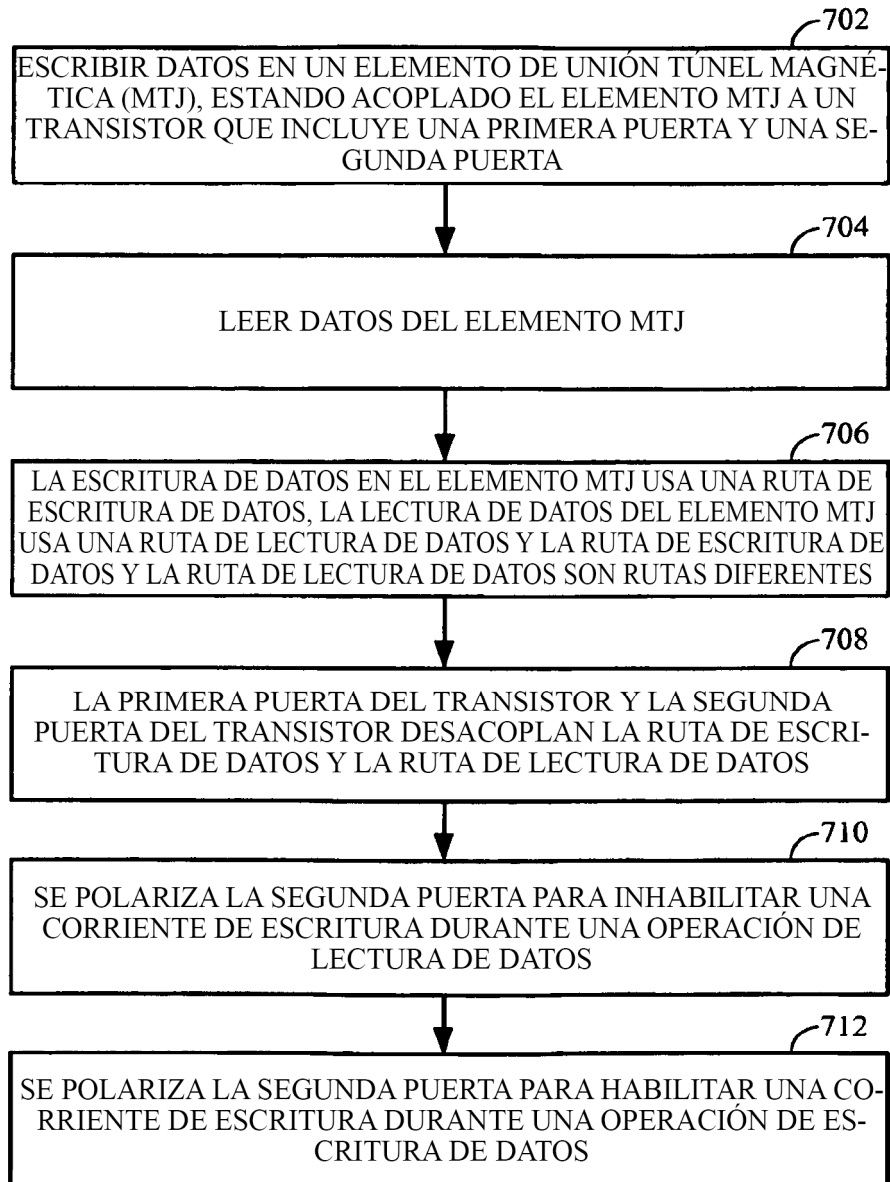 702
ESCRIBIR DATOS EN UN ELEMENTO DE UNIÓN TÚNEL MAGNÉ-
TICA (MTJ), ESTANDO ACOPLADO EL ELEMENTO MTJ A UN
TRANSISTOR QUE INCLUYE UNA PRIMERA PUERTA Y UNA SE-
GUNDA PUERTA
704
LEER DATOS DEL ELEMENTO MTJ
706
LA ESCRITURA DE DATOS EN EL ELEMENTO MTJ USA UNA RUTA DE
ESCRITURA DE DATOS, LA LECTURA DE DATOS DEL ELEMENTO MTJ
USA UNA RUTA DE LECTURA DE DATOS Y LA RUTA DE ESCRITURA DE
DATOS Y LA RUTA DE LECTURA DE DATOS SON RUTAS DIFERENTES
708
LA PRIMERA PUERTA DEL TRANSISTOR Y LA SEGUNDA
PUERTA DEL TRANSISTOR DESACOPLAN LA RUTA DE ESCRI-
TURA DE DATOS Y LA RUTA DE LECTURA DE DATOS
710
SE POLARIZA LA SEGUNDA PUERTA PARA INHABILITAR UNA
CORRIENTE DE ESCRITURA DURANTE UNA OPERACIÓN DE
LECTURA DE DATOS
712
SE POLARIZA LA SEGUNDA PUERTA PARA HABILITAR UNA CO-
RRIENTE DE ESCRITURA DURANTE UNA OPERACIÓN DE ES-
CRITURA DE DATOS